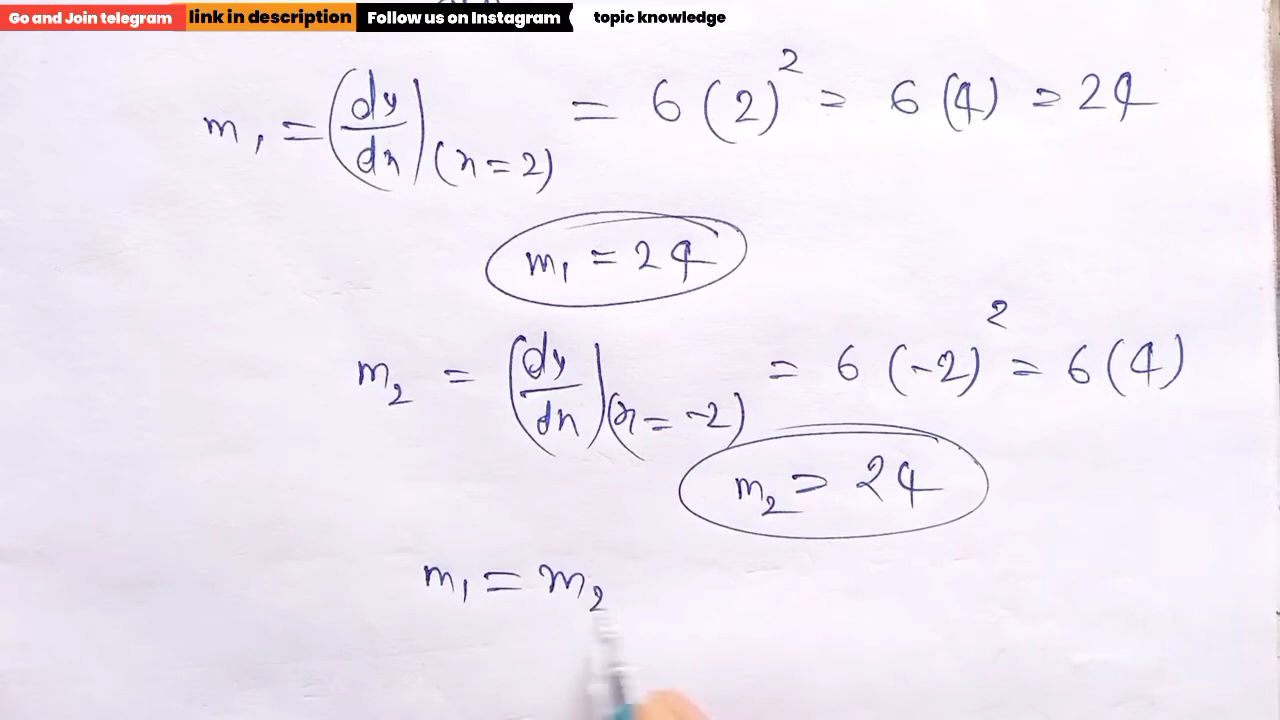 Go and Join telegram link in description Follow us on Instagram topic knowledge
m₁ = (dy/dx)(x=2) = 6(2)² = 6(4) = 24
m₁ = 24
m₂ = (dy/dx)(x=-2) = 6(-2)² = 6(4)
m₂ = 24
m₁ = m₂